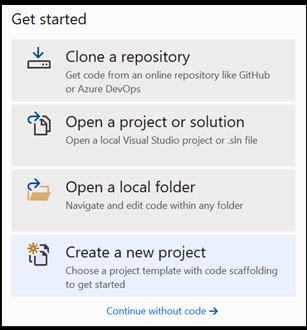 Get started
Clone a repository
Get code from an online repository like GitHub
or Azure DevOps
Open a project or solution
Open a local Visual Studio project or .sln file
Open a local folder
Navigate and edit code within any folder
Create a new project
Choose a project template with code scaffolding
to get started
Continue without code →